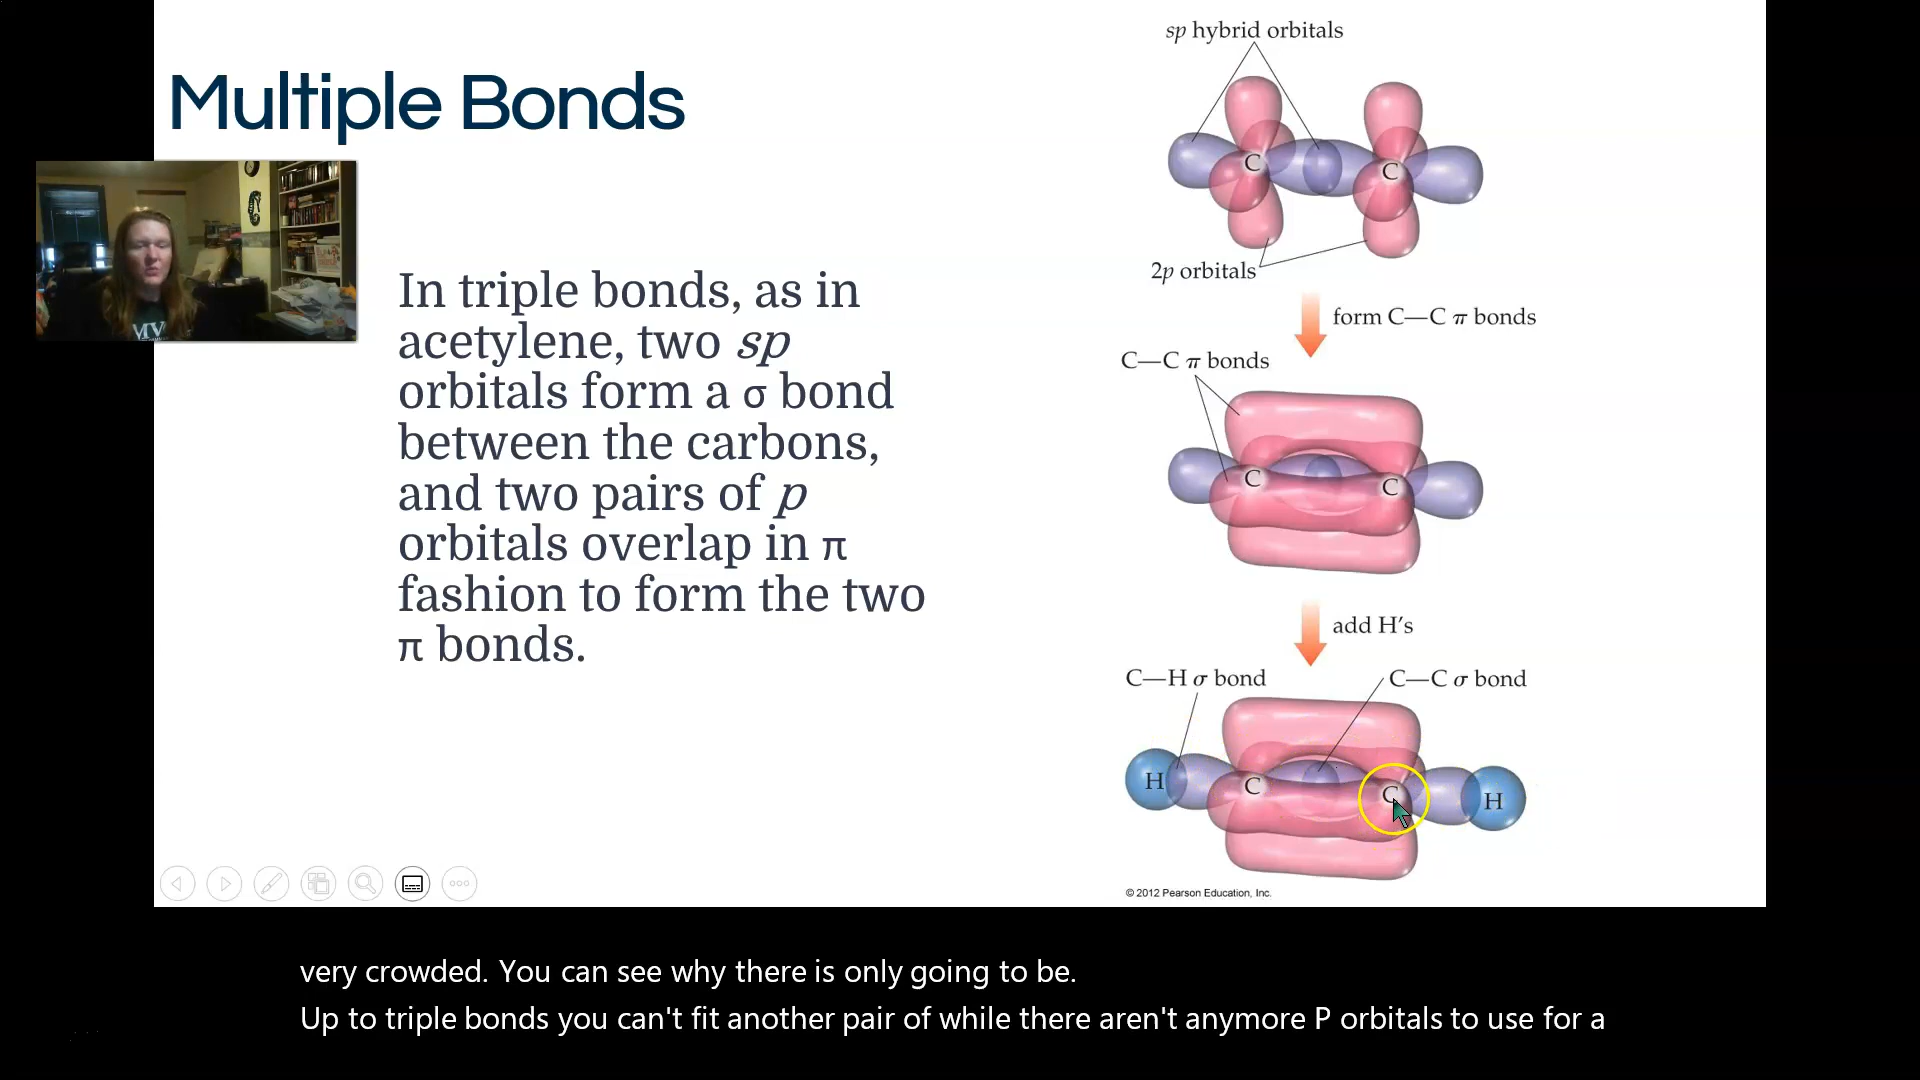 Multiple Bonds
In triple bonds, as in
acetylene, two sp
orbitals form a σ bond
between the carbons,
and two pairs of p
orbitals overlap in π
fashion to form the two
π bonds.
sp hybrid orbitals
C
C
2p orbitals
form C—C π bonds
C—C π bonds
C
C
add H's
C—H σ bond
C—C σ bond
H
C
C
H
© 2012 Pearson Education, Inc.
MV
very crowded. You can see why there is only going to be.
Up to triple bonds you can't fit another pair of while there aren't anymore P orbitals to use for a